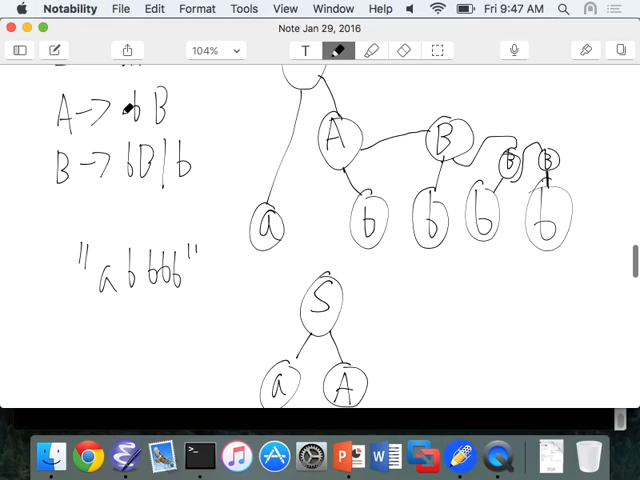 Notability File Edit Format Tools View Window Help Fri 9:47 AM
Note Jan 29, 2016
104% T
A -> bB
B -> bB | b
"abbbb"
A B B B
a b b b b
S
a A